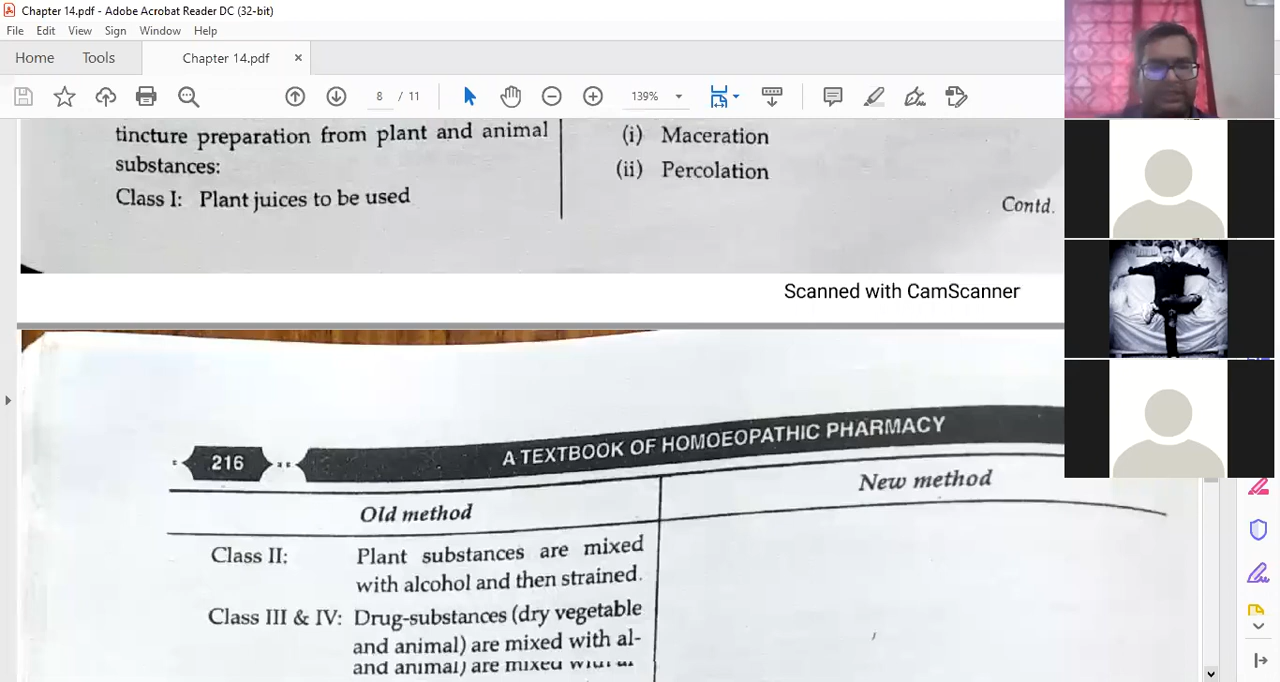 Chapter 14.pdf - Adobe Acrobat Reader DC (32-bit)
File Edit View Sign Window Help
Home Tools Chapter 14.pdf ×
8 / 11 139%
tincture preparation from plant and animal
substances:
Class I: Plant juices to be used
(i) Maceration
(ii) Percolation
Contd.
Scanned with CamScanner
216 A TEXTBOOK OF HOMOEOPATHIC PHARMACY
Old method New method
Class II: Plant substances are mixed
with alcohol and then strained.
Class III & IV: Drug-substances (dry vegetable
and animal) are mixed with al-
and animal) are mixed